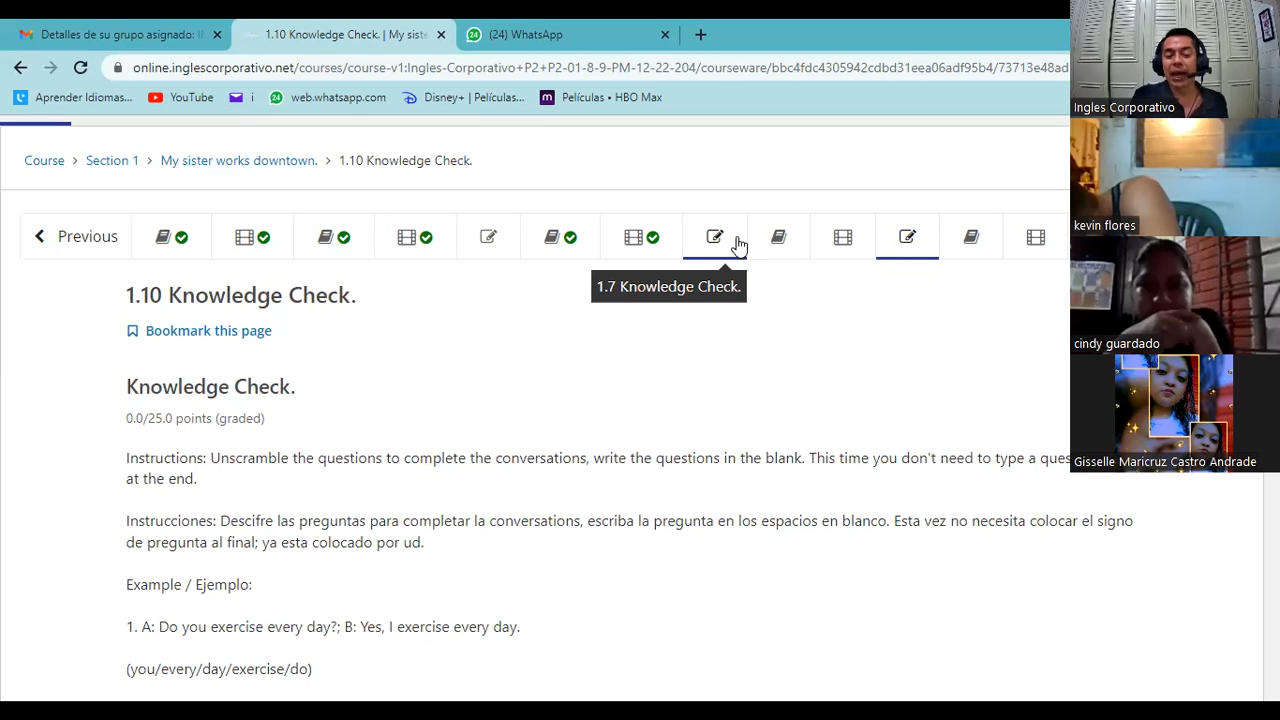 Detalles de su grupo asignado: I
1.10 Knowledge Check. | My sis
(24) WhatsApp
online.inglescorporativo.net/courses/course-v1:Ingles-Corporativo+P2+P2-01-8-9-PM-12-22-204/courseware/bbc4fdc4305942cdbd31eea06adf95b4/73713e48ad
Aprender Idiomas...
YouTube
i
web.whatsapp.com
Disney+ | Películas...
Películas • HBO Max
Course > Section 1 > My sister works downtown. > 1.10 Knowledge Check.
Previous
1.7 Knowledge Check.
1.10 Knowledge Check.
Bookmark this page
Knowledge Check.
0.0/25.0 points (graded)
Instructions: Unscramble the questions to complete the conversations, write the questions in the blank. This time you don't need to type a ques
at the end.
Instrucciones: Descifre las preguntas para completar la conversations, escriba la pregunta en los espacios en blanco. Esta vez no necesita colocar el signo
de pregunta al final; ya esta colocado por ud.
Example / Ejemplo:
1. A: Do you exercise every day?; B: Yes, I exercise every day.
(you/every/day/exercise/do)
Ingles Corporativo
kevin flores
cindy guardado
Gisselle Maricruz Castro Andrade